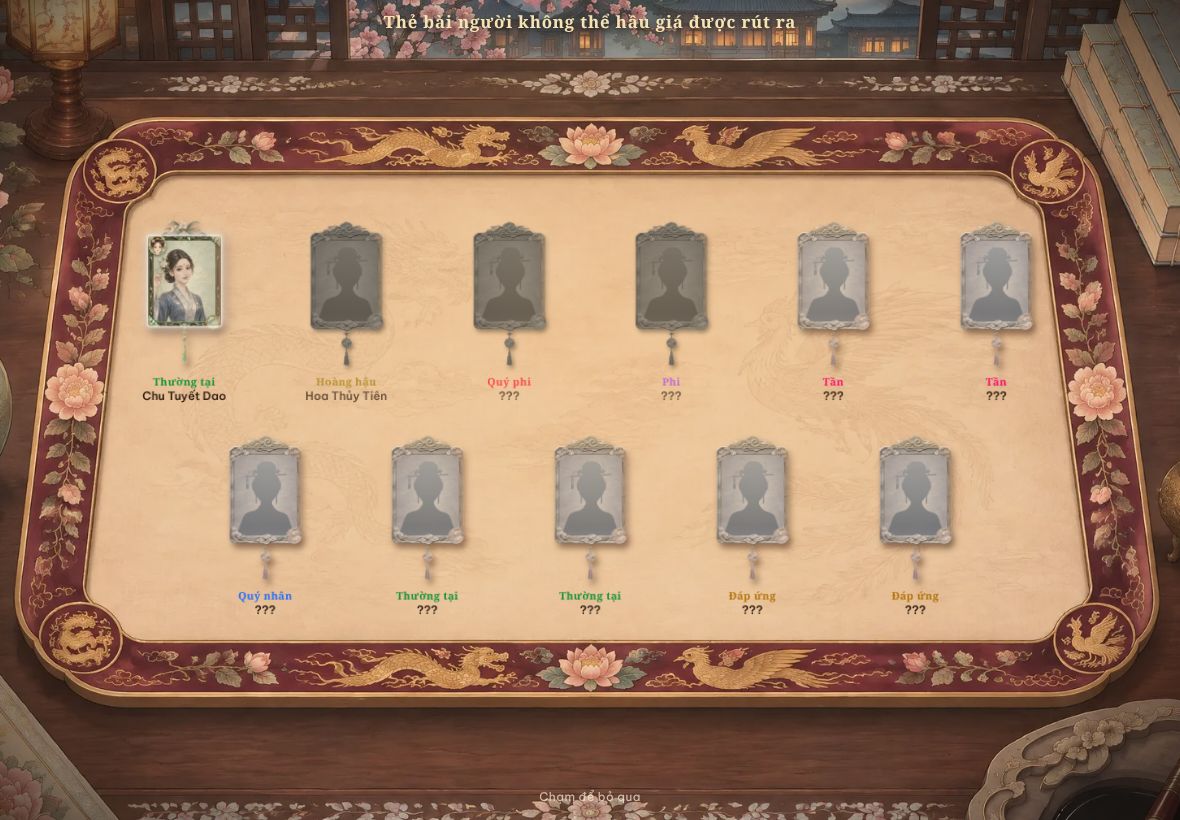 Thẻ bài người không thể hầu giá được rút ra
Thường tại
Chu Tuyết Dao
Hoàng hậu
Hoa Thủy Tiên
Quý phi
???
Phi
???
Tần
???
Tần
???
Quý nhân
???
Thường tại
???
Thường tại
???
Đáp ứng
???
Đáp ứng
???
Chạm để bỏ qua